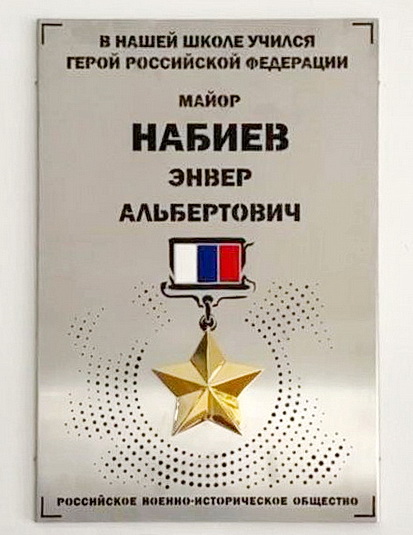 В НАШЕЙ ШКОЛЕ УЧИЛСЯ
ГЕРОЙ РОССИЙСКОЙ ФЕДЕРАЦИИ
МАЙОР
НАБИЕВ
ЭНВЕР
АЛЬБЕРТОВИЧ
РОССИЙСКОЕ ВОЕННО-ИСТОРИЧЕСКОЕ ОБЩЕСТВО